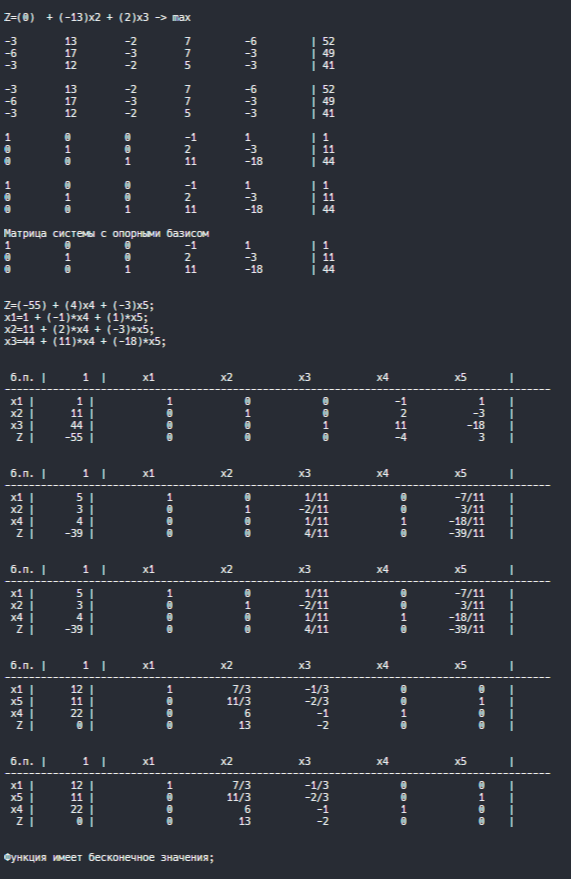 Z=(0)  + (-13)x2 + (2)x3 -> max
-3 13 -2 7 -6 | 52
-6 17 -3 7 -3 | 49
-3 12 -2 5 -3 | 41
-3 13 -2 7 -6 | 52
-6 17 -3 7 -3 | 49
-3 12 -2 5 -3 | 41
1 0 0 -1 1 | 1
0 1 0 2 -3 | 11
0 0 1 11 -18 | 44
1 0 0 -1 1 | 1
0 1 0 2 -3 | 11
0 0 1 11 -18 | 44
Матрица системы с опорными базисом
1 0 0 -1 1 | 1
0 1 0 2 -3 | 11
0 0 1 11 -18 | 44
Z=(-55) + (4)x4 + (-3)x5;
x1=1 + (-1)*x4 + (1)*x5;
x2=11 + (2)*x4 + (-3)*x5;
x3=44 + (11)*x4 + (-18)*x5;
б.п. | 1 | x1 x2 x3 x4 x5 |
x1 | 1 | 1 0 0 -1 1 |
x2 | 11 | 0 1 0 2 -3 |
x3 | 44 | 0 0 1 11 -18 |
Z | -55 | 0 0 0 -4 3 |
б.п. | 1 | x1 x2 x3 x4 x5 |
x1 | 5 | 1 0 1/11 0 -7/11 |
x2 | 3 | 0 1 -2/11 0 3/11 |
x4 | 4 | 0 0 1/11 1 -18/11 |
Z | -39 | 0 0 4/11 0 -39/11 |
б.п. | 1 | x1 x2 x3 x4 x5 |
x1 | 5 | 1 0 1/11 0 -7/11 |
x2 | 3 | 0 1 -2/11 0 3/11 |
x4 | 4 | 0 0 1/11 1 -18/11 |
Z | -39 | 0 0 4/11 0 -39/11 |
б.п. | 1 | x1 x2 x3 x4 x5 |
x1 | 12 | 1 7/3 -1/3 0 0 |
x5 | 11 | 0 11/3 -2/3 0 1 |
x4 | 22 | 0 6 -1 1 0 |
Z | 0 | 0 13 -2 0 0 |
б.п. | 1 | x1 x2 x3 x4 x5 |
x1 | 12 | 1 7/3 -1/3 0 0 |
x5 | 11 | 0 11/3 -2/3 0 1 |
x4 | 22 | 0 6 -1 1 0 |
Z | 0 | 0 13 -2 0 0 |
Функция имеет бесконечное значения;